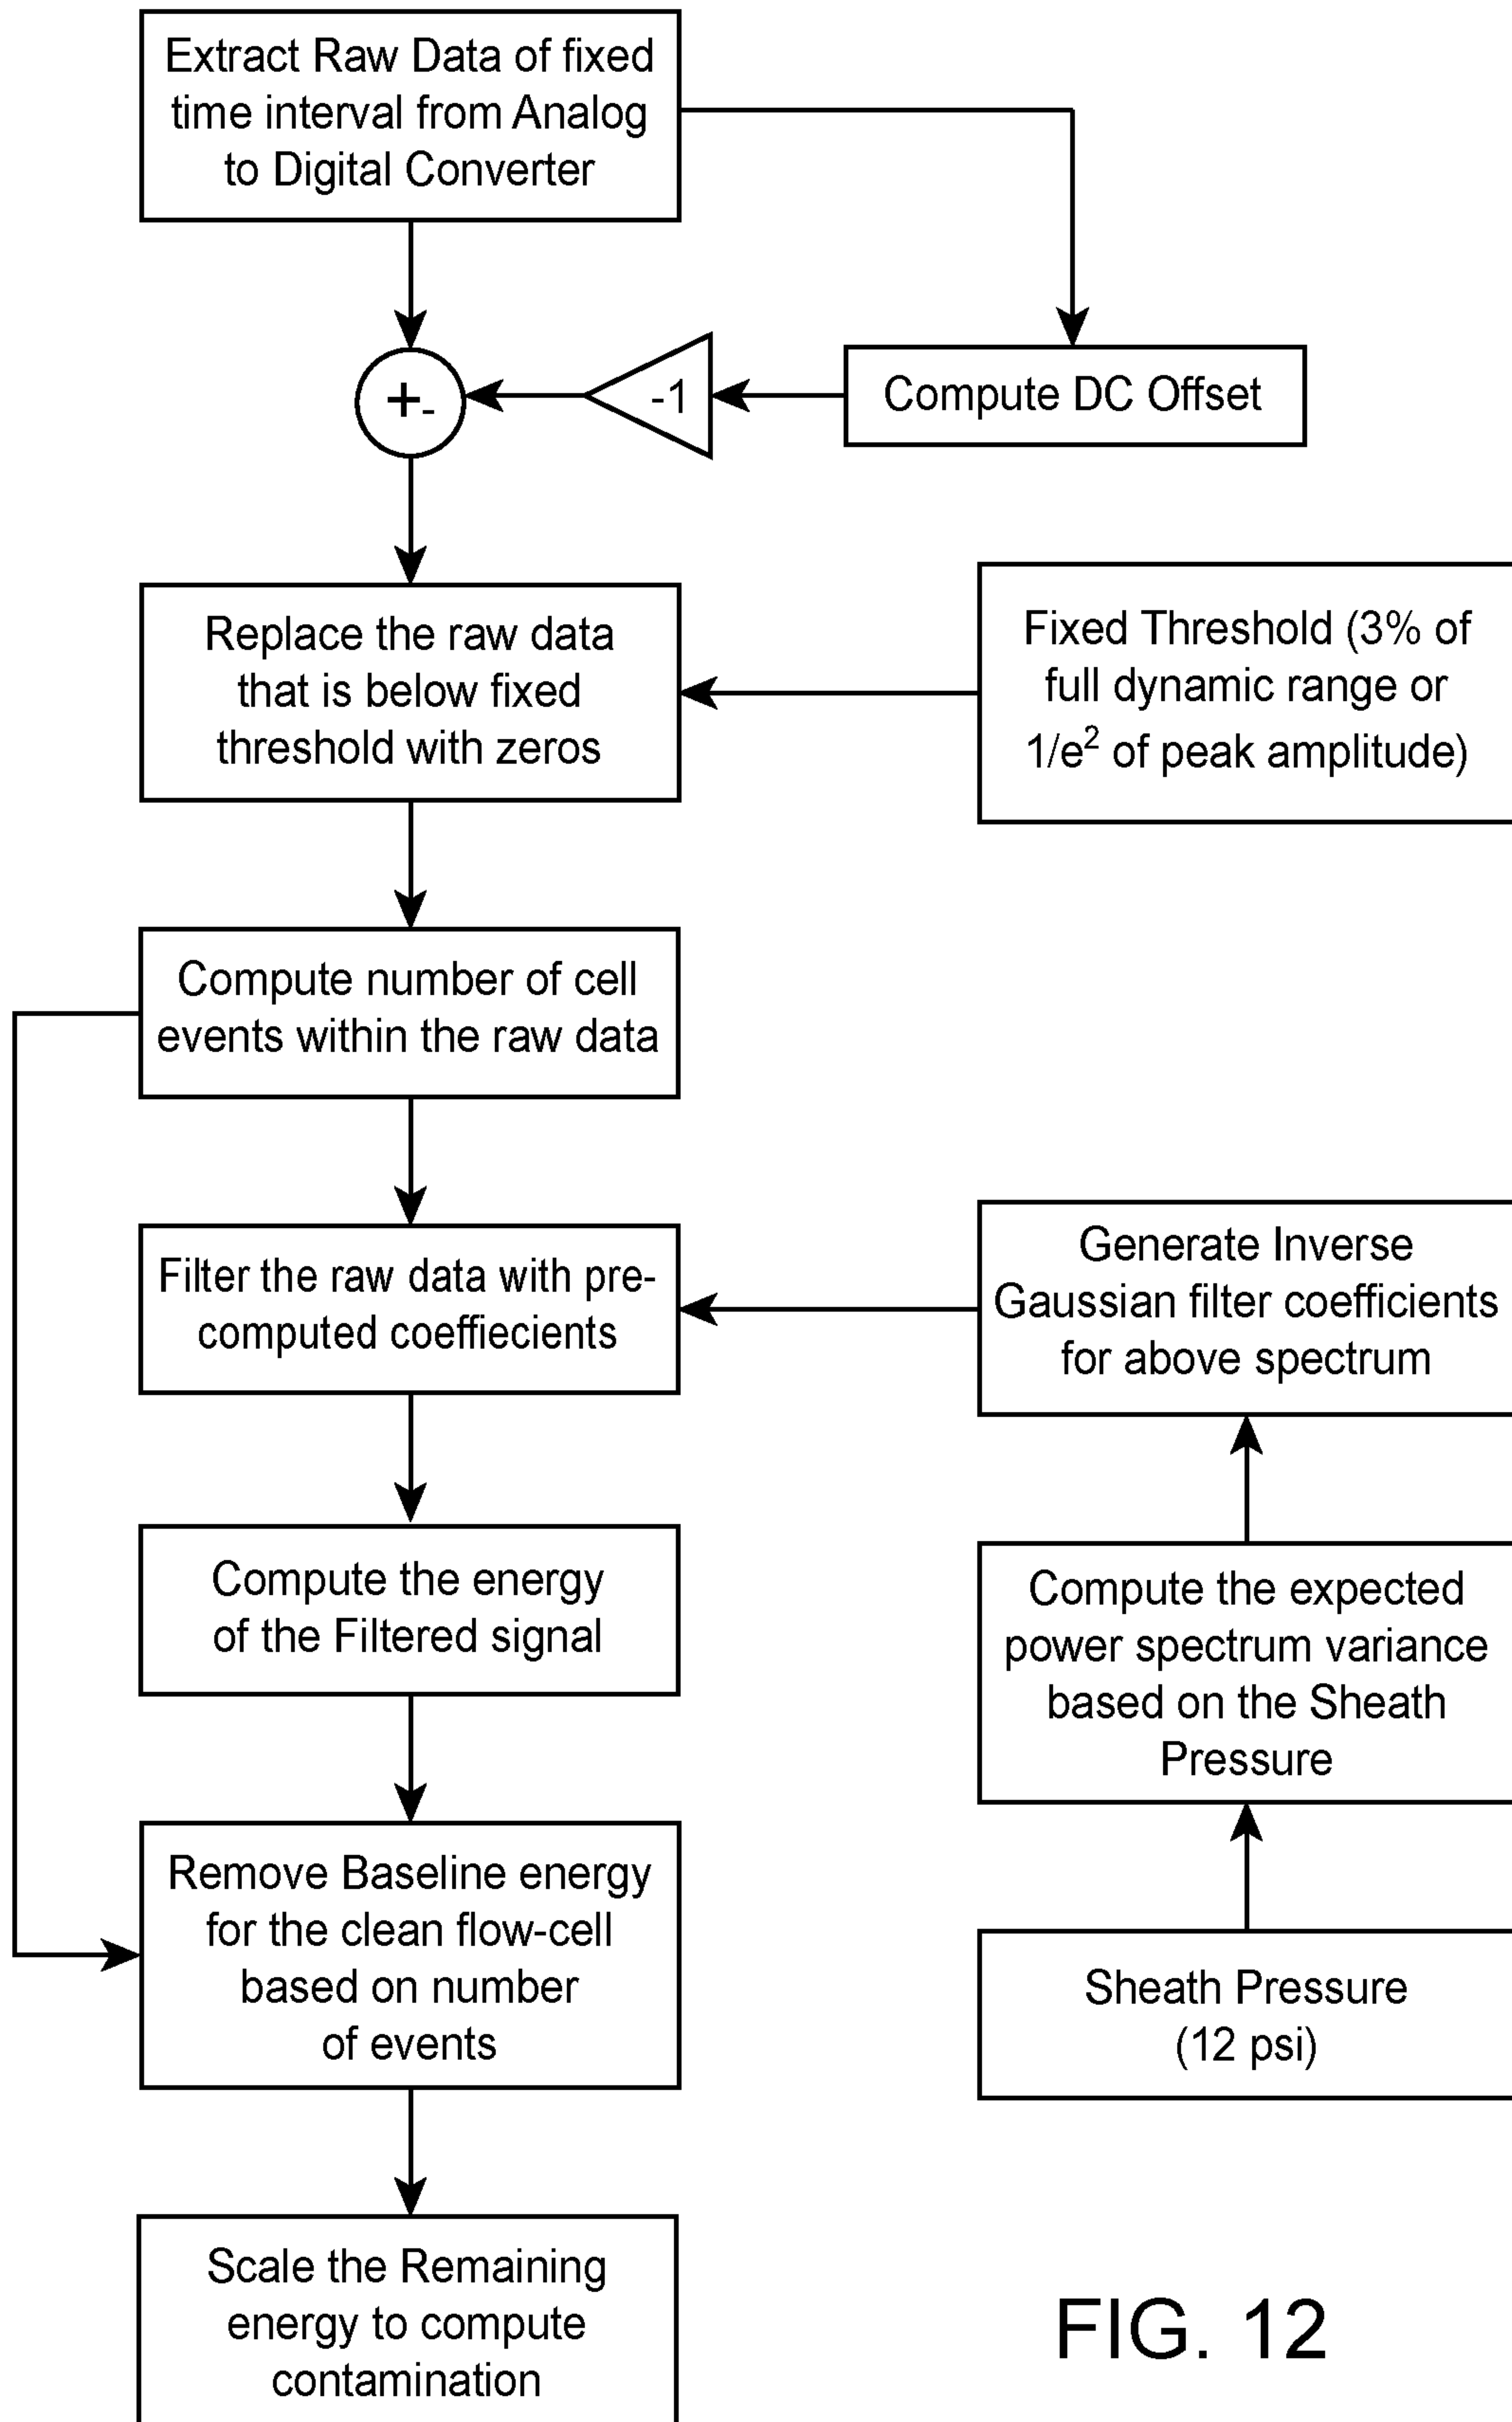 Extract Raw Data of fixed
time interval from Analog
to Digital Converter
+-
-1
Compute DC Offset
Replace the raw data
that is below fixed
threshold with zeros
Fixed Threshold (3% of
full dynamic range or
1/e² of peak amplitude)
Compute number of cell
events within the raw data
Filter the raw data with pre-
computed coeffiecients
Generate Inverse
Gaussian filter coefficients
for above spectrum
Compute the energy
of the Filtered signal
Compute the expected
power spectrum variance
based on the Sheath
Pressure
Remove Baseline energy
for the clean flow-cell
based on number
of events
Sheath Pressure
(12 psi)
Scale the Remaining
energy to compute
contamination
FIG. 12